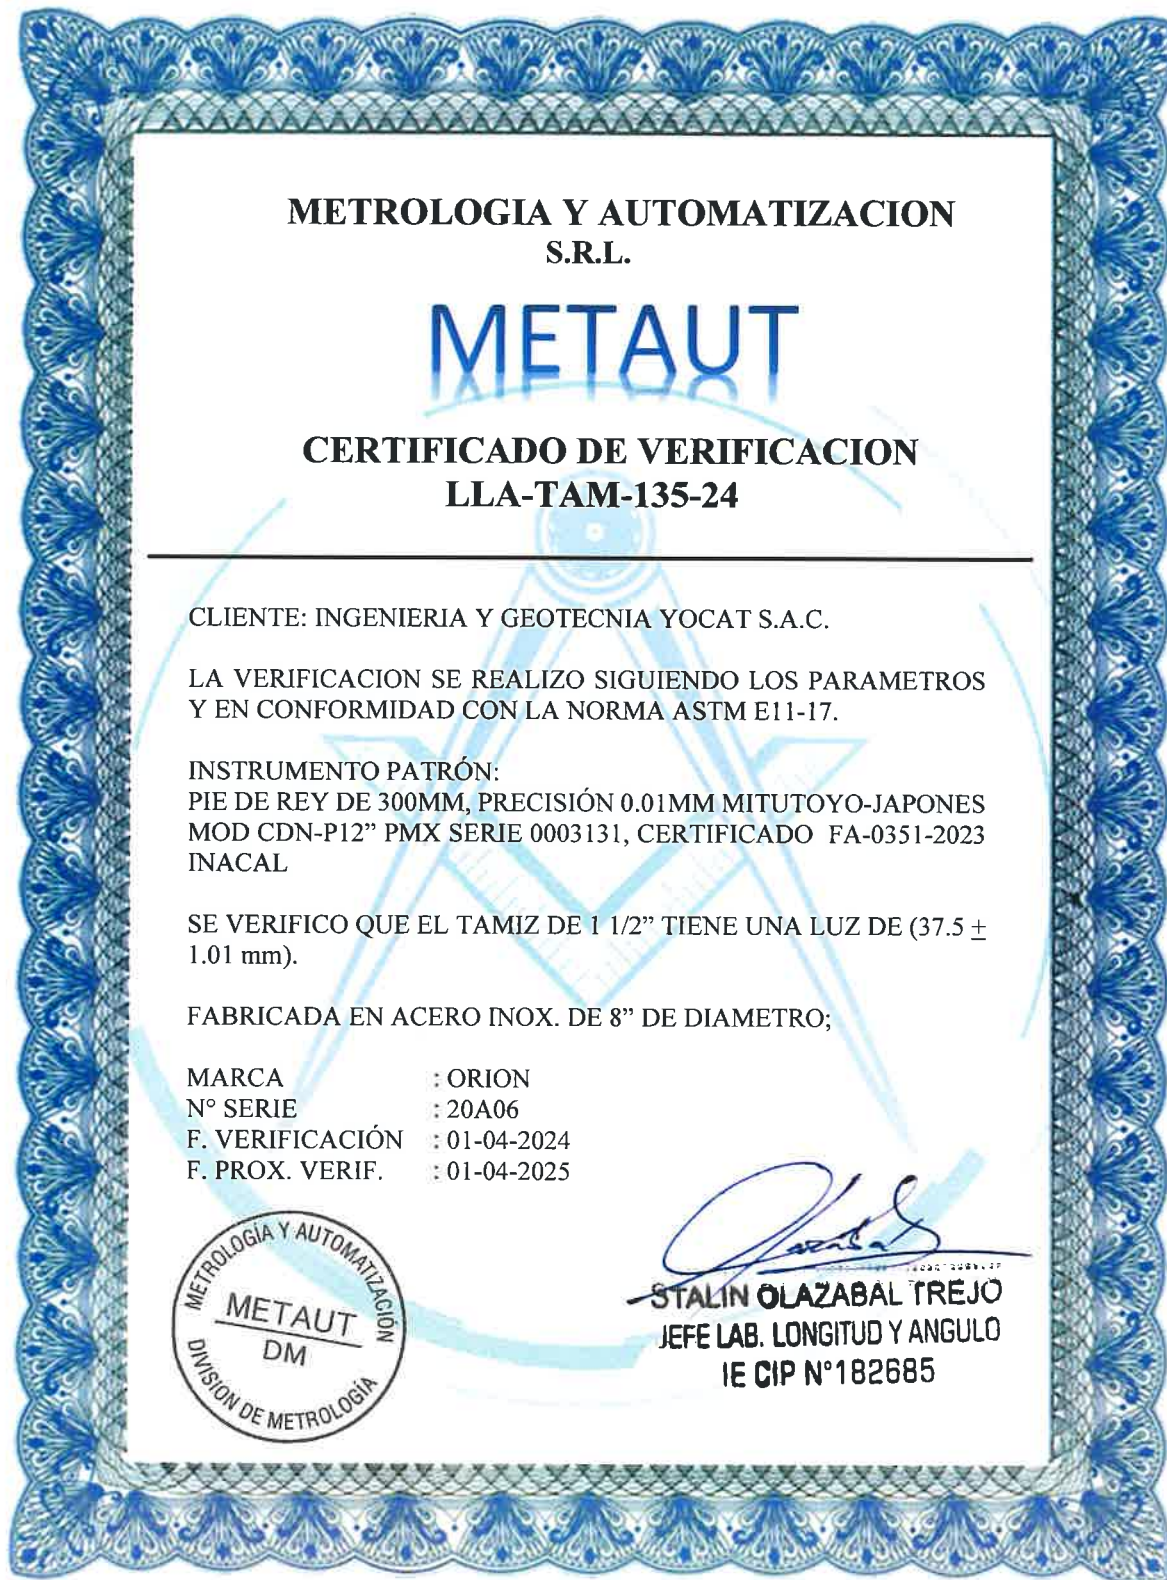 METROLOGIA Y AUTOMATIZACION
S.R.L.
METAUT
CERTIFICADO DE VERIFICACION
LLA-TAM-135-24
CLIENTE: INGENIERIA Y GEOTECNIA YOCAT S.A.C.
LA VERIFICACION SE REALIZO SIGUIENDO LOS PARAMETROS
Y EN CONFORMIDAD CON LA NORMA ASTM E11-17.
INSTRUMENTO PATRÓN:
PIE DE REY DE 300MM, PRECISIÓN 0.01MM MITUTOYO-JAPONES
MOD CDN-P12” PMX SERIE 0003131, CERTIFICADO FA-0351-2023
INACAL
SE VERIFICO QUE EL TAMIZ DE 1 1/2” TIENE UNA LUZ DE (37.5 ±
1.01 mm).
FABRICADA EN ACERO INOX. DE 8” DE DIAMETRO;
MARCA : ORION
N° SERIE : 20A06
F. VERIFICACIÓN : 01-04-2024
F. PROX. VERIF. : 01-04-2025
METROLOGÍA Y AUTOMATIZACIÓN
METAUT
DM
DIVISION DE METROLOGÍA
STALIN OLAZABAL TREJO
JEFE LAB. LONGITUD Y ANGULO
IE CIP N°182685